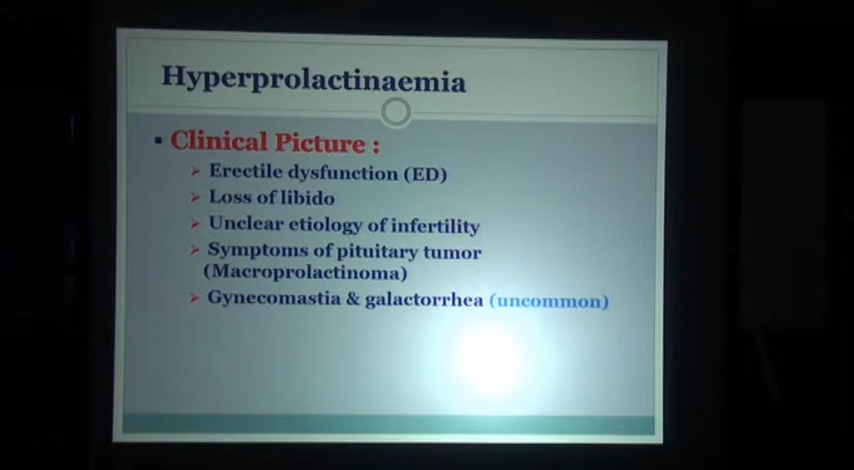 Hyperprolactinaemia
▪ Clinical Picture :
➢ Erectile dysfunction (ED)
➢ Loss of libido
➢ Unclear etiology of infertility
➢ Symptoms of pituitary tumor
(Macroprolactinoma)
➢ Gynecomastia & galactorrhea (uncommon)